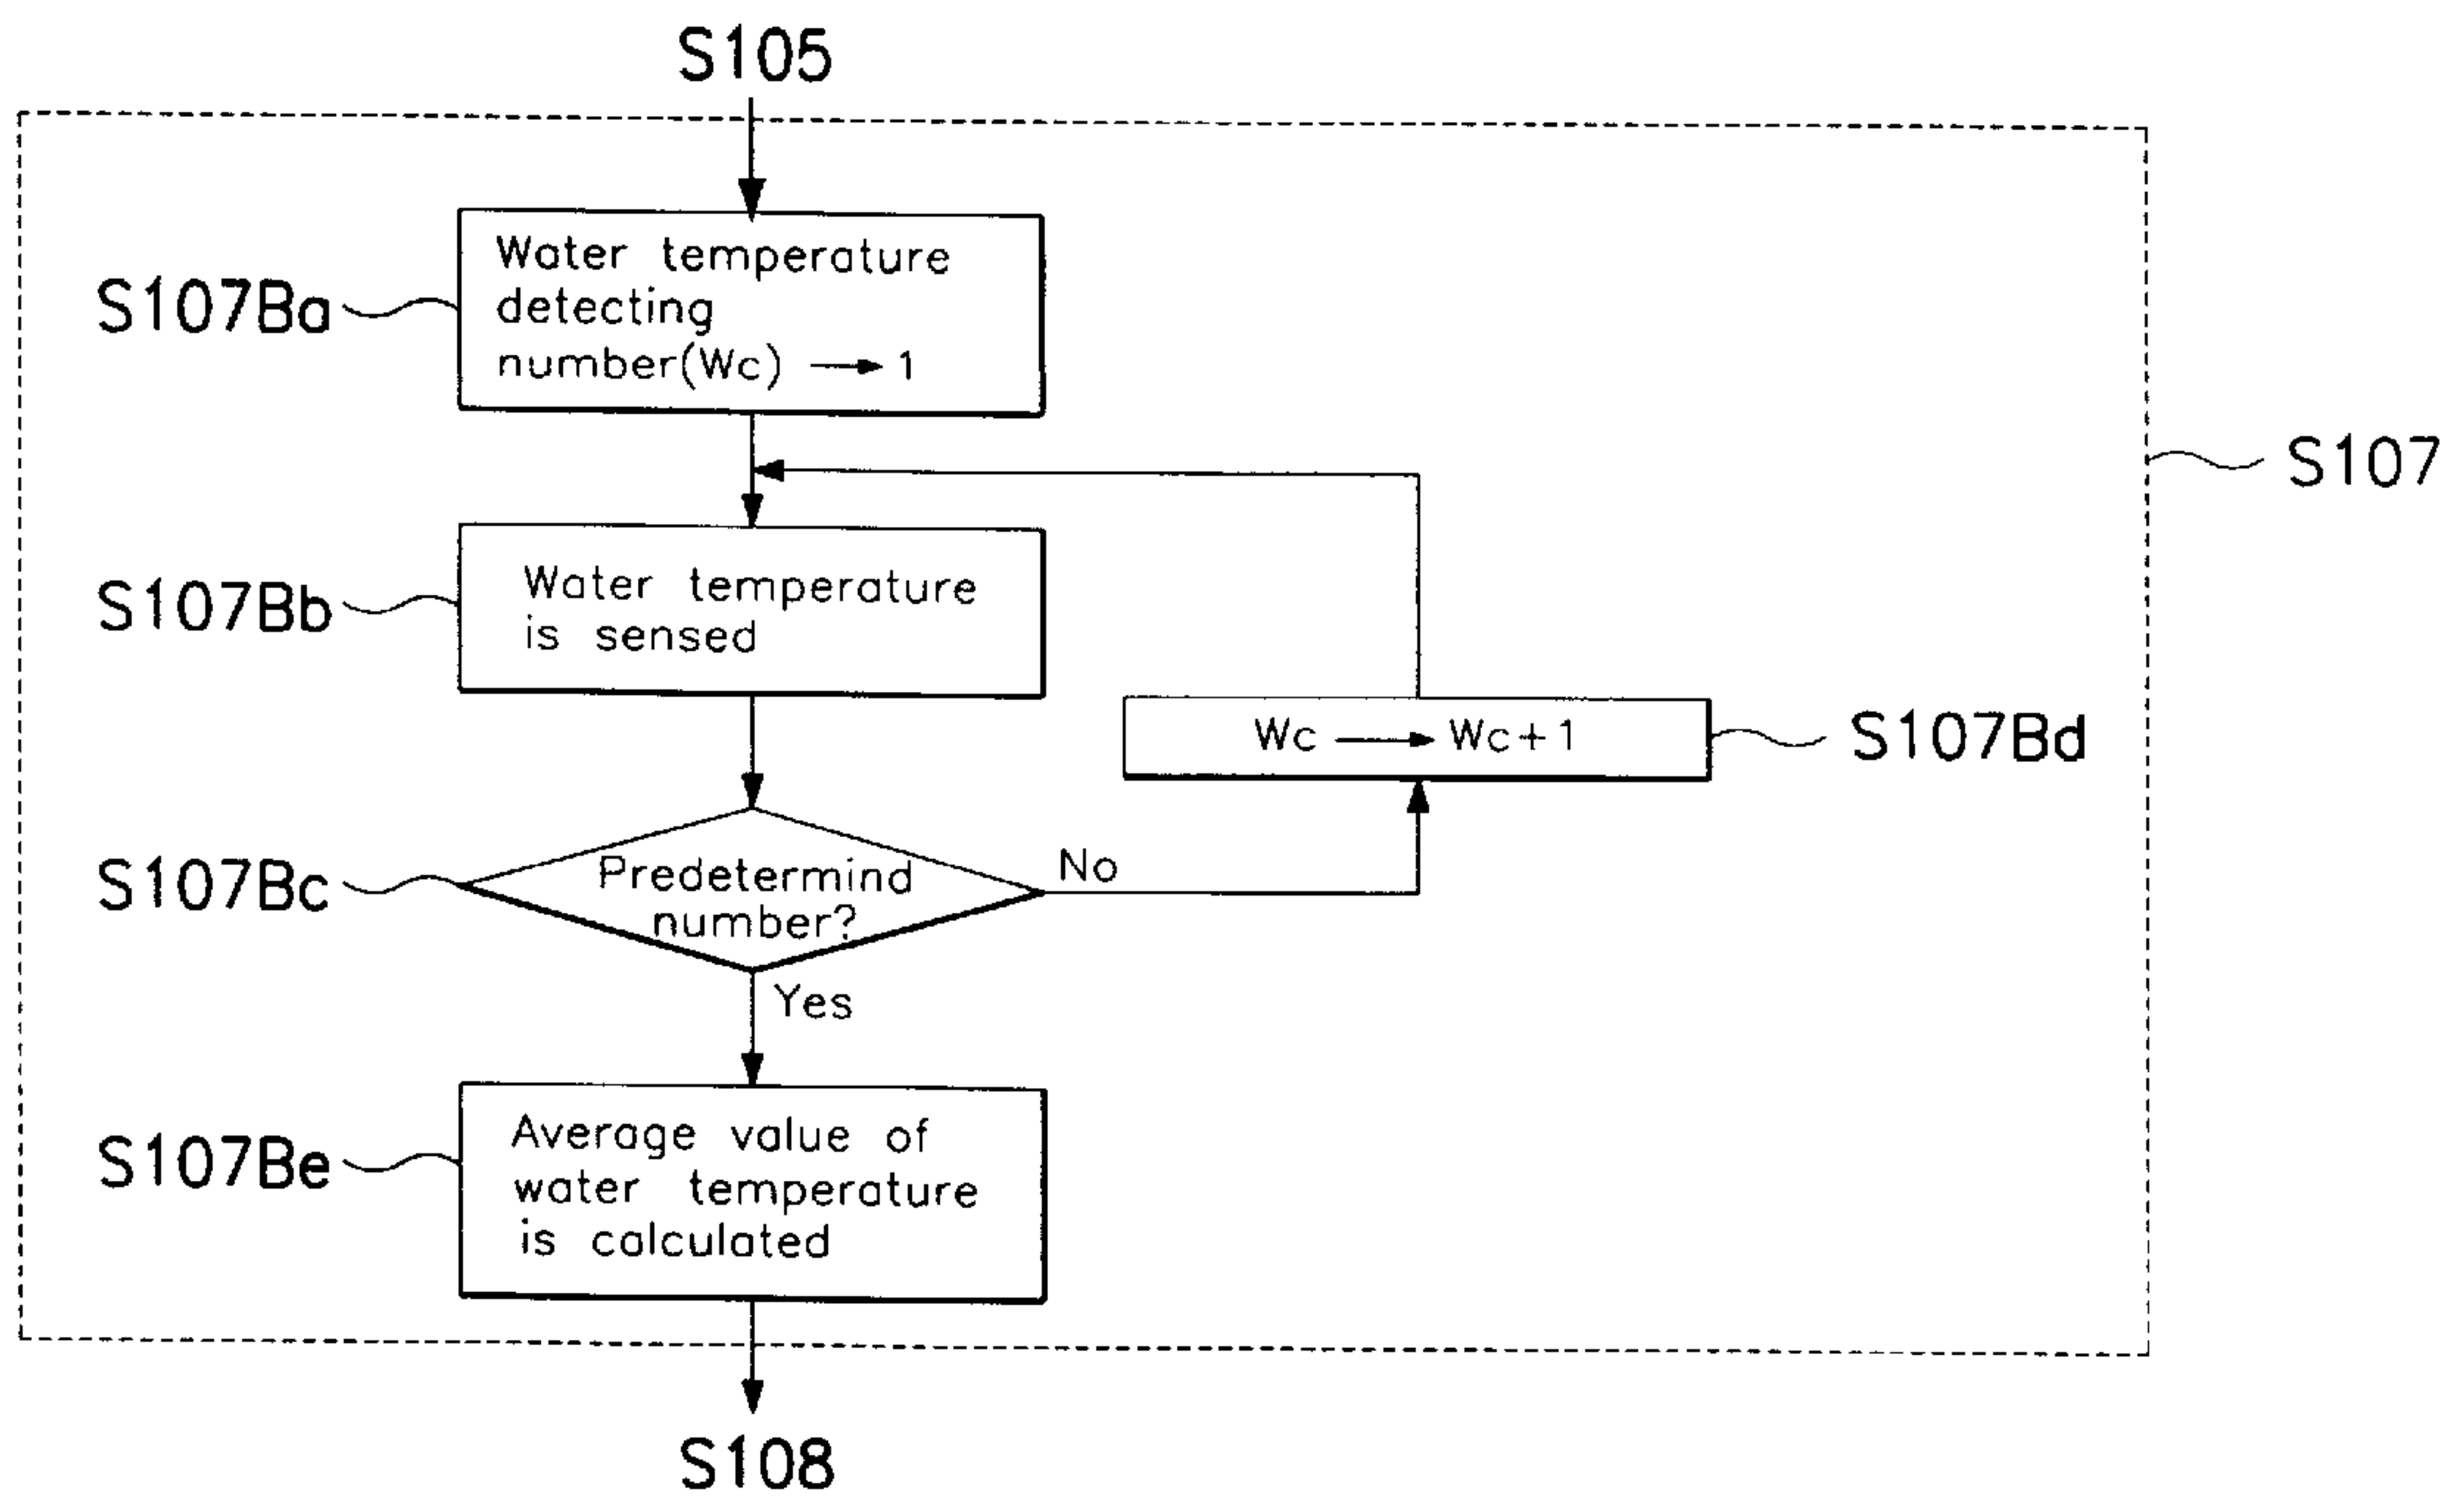 S105
Water temperature
detecting
number(Wc) → 1
S107Ba
S107
Water temperature
is sensed
S107Bb
Wc → Wc+1
S107Bd
Predetermind
number?
S107Bc
No
Yes
Average value of
water temperature
is calculated
S107Be
S108